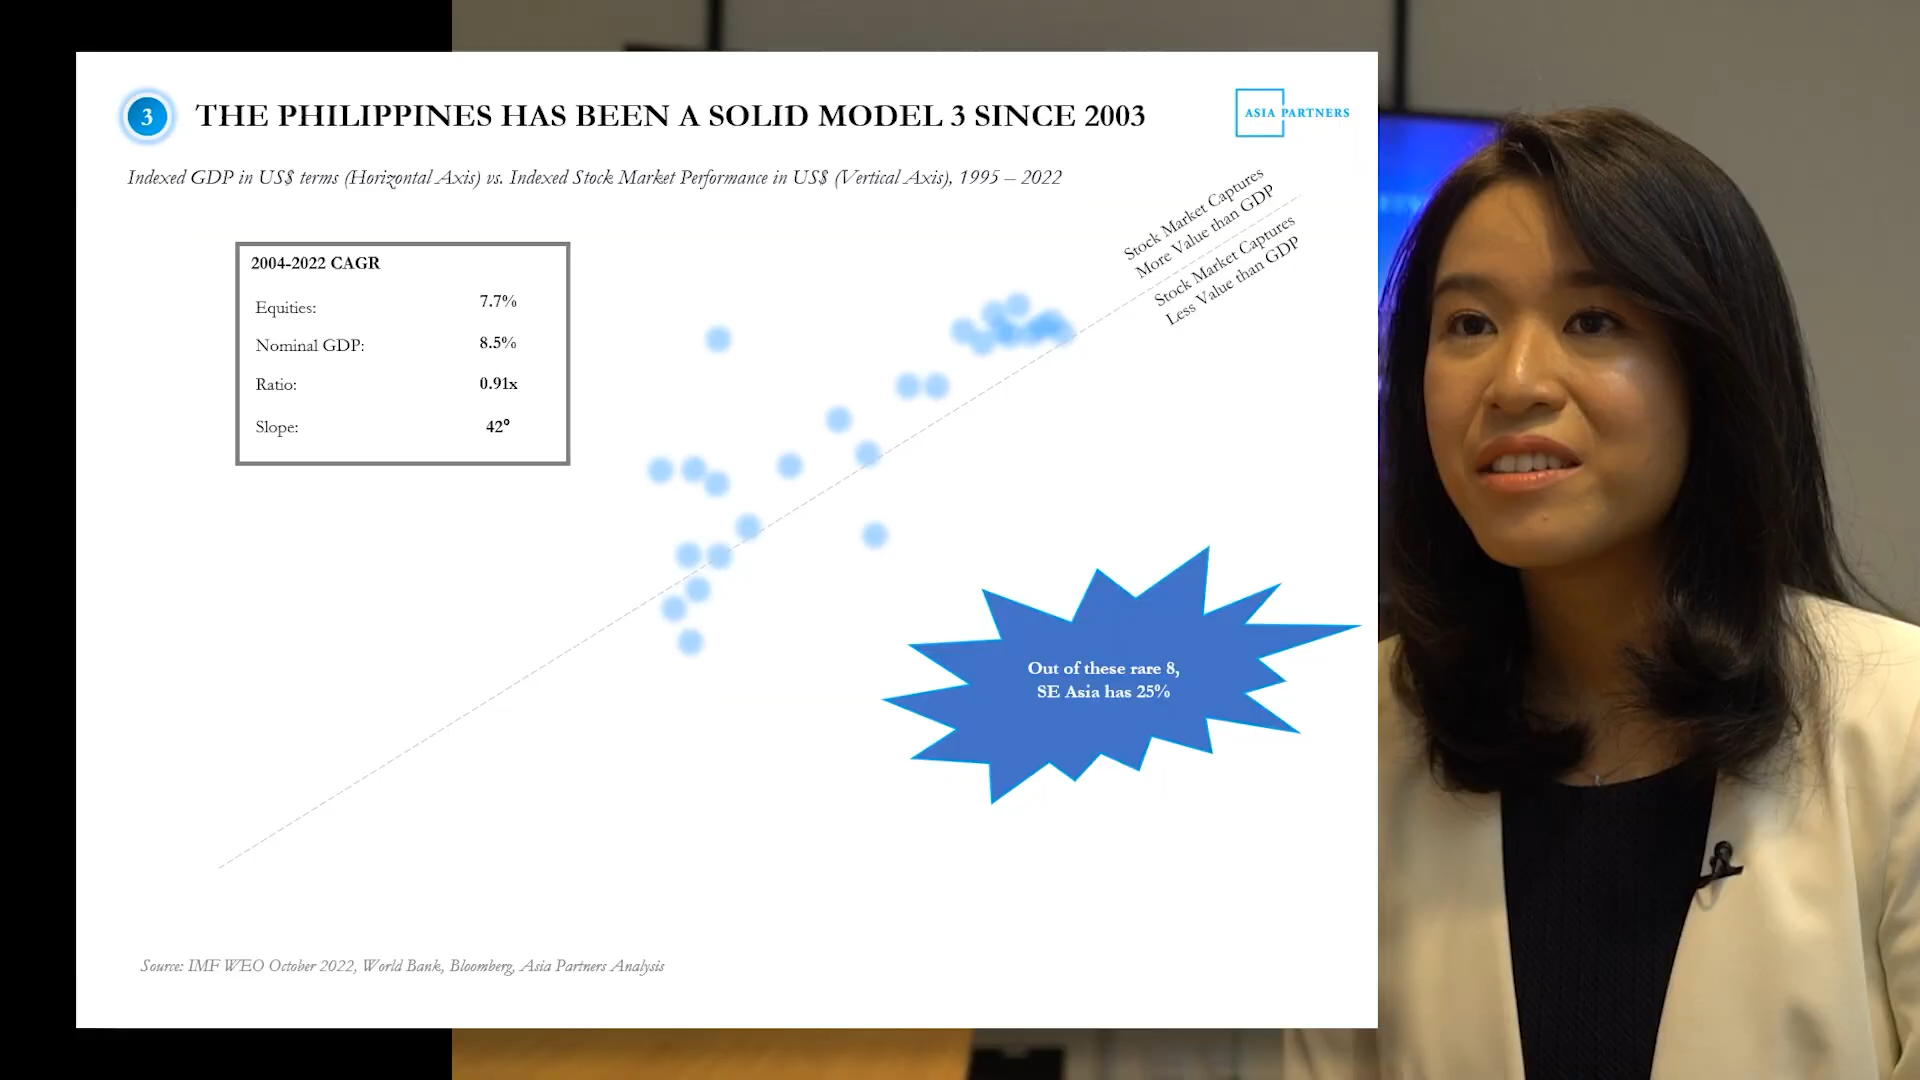 3
THE PHILIPPINES HAS BEEN A SOLID MODEL 3 SINCE 2003
ASIA PARTNERS
Indexed GDP in US$ terms (Horizontal Axis) vs. Indexed Stock Market Performance in US$ (Vertical Axis), 1995 – 2022
Stock Market Captures
More Value than GDP
Stock Market Captures
Less Value than GDP
2004-2022 CAGR
Equities: 7.7%
Nominal GDP: 8.5%
Ratio: 0.91x
Slope: 42°
Out of these rare 8,
SE Asia has 25%
Source: IMF WEO October 2022, World Bank, Bloomberg, Asia Partners Analysis